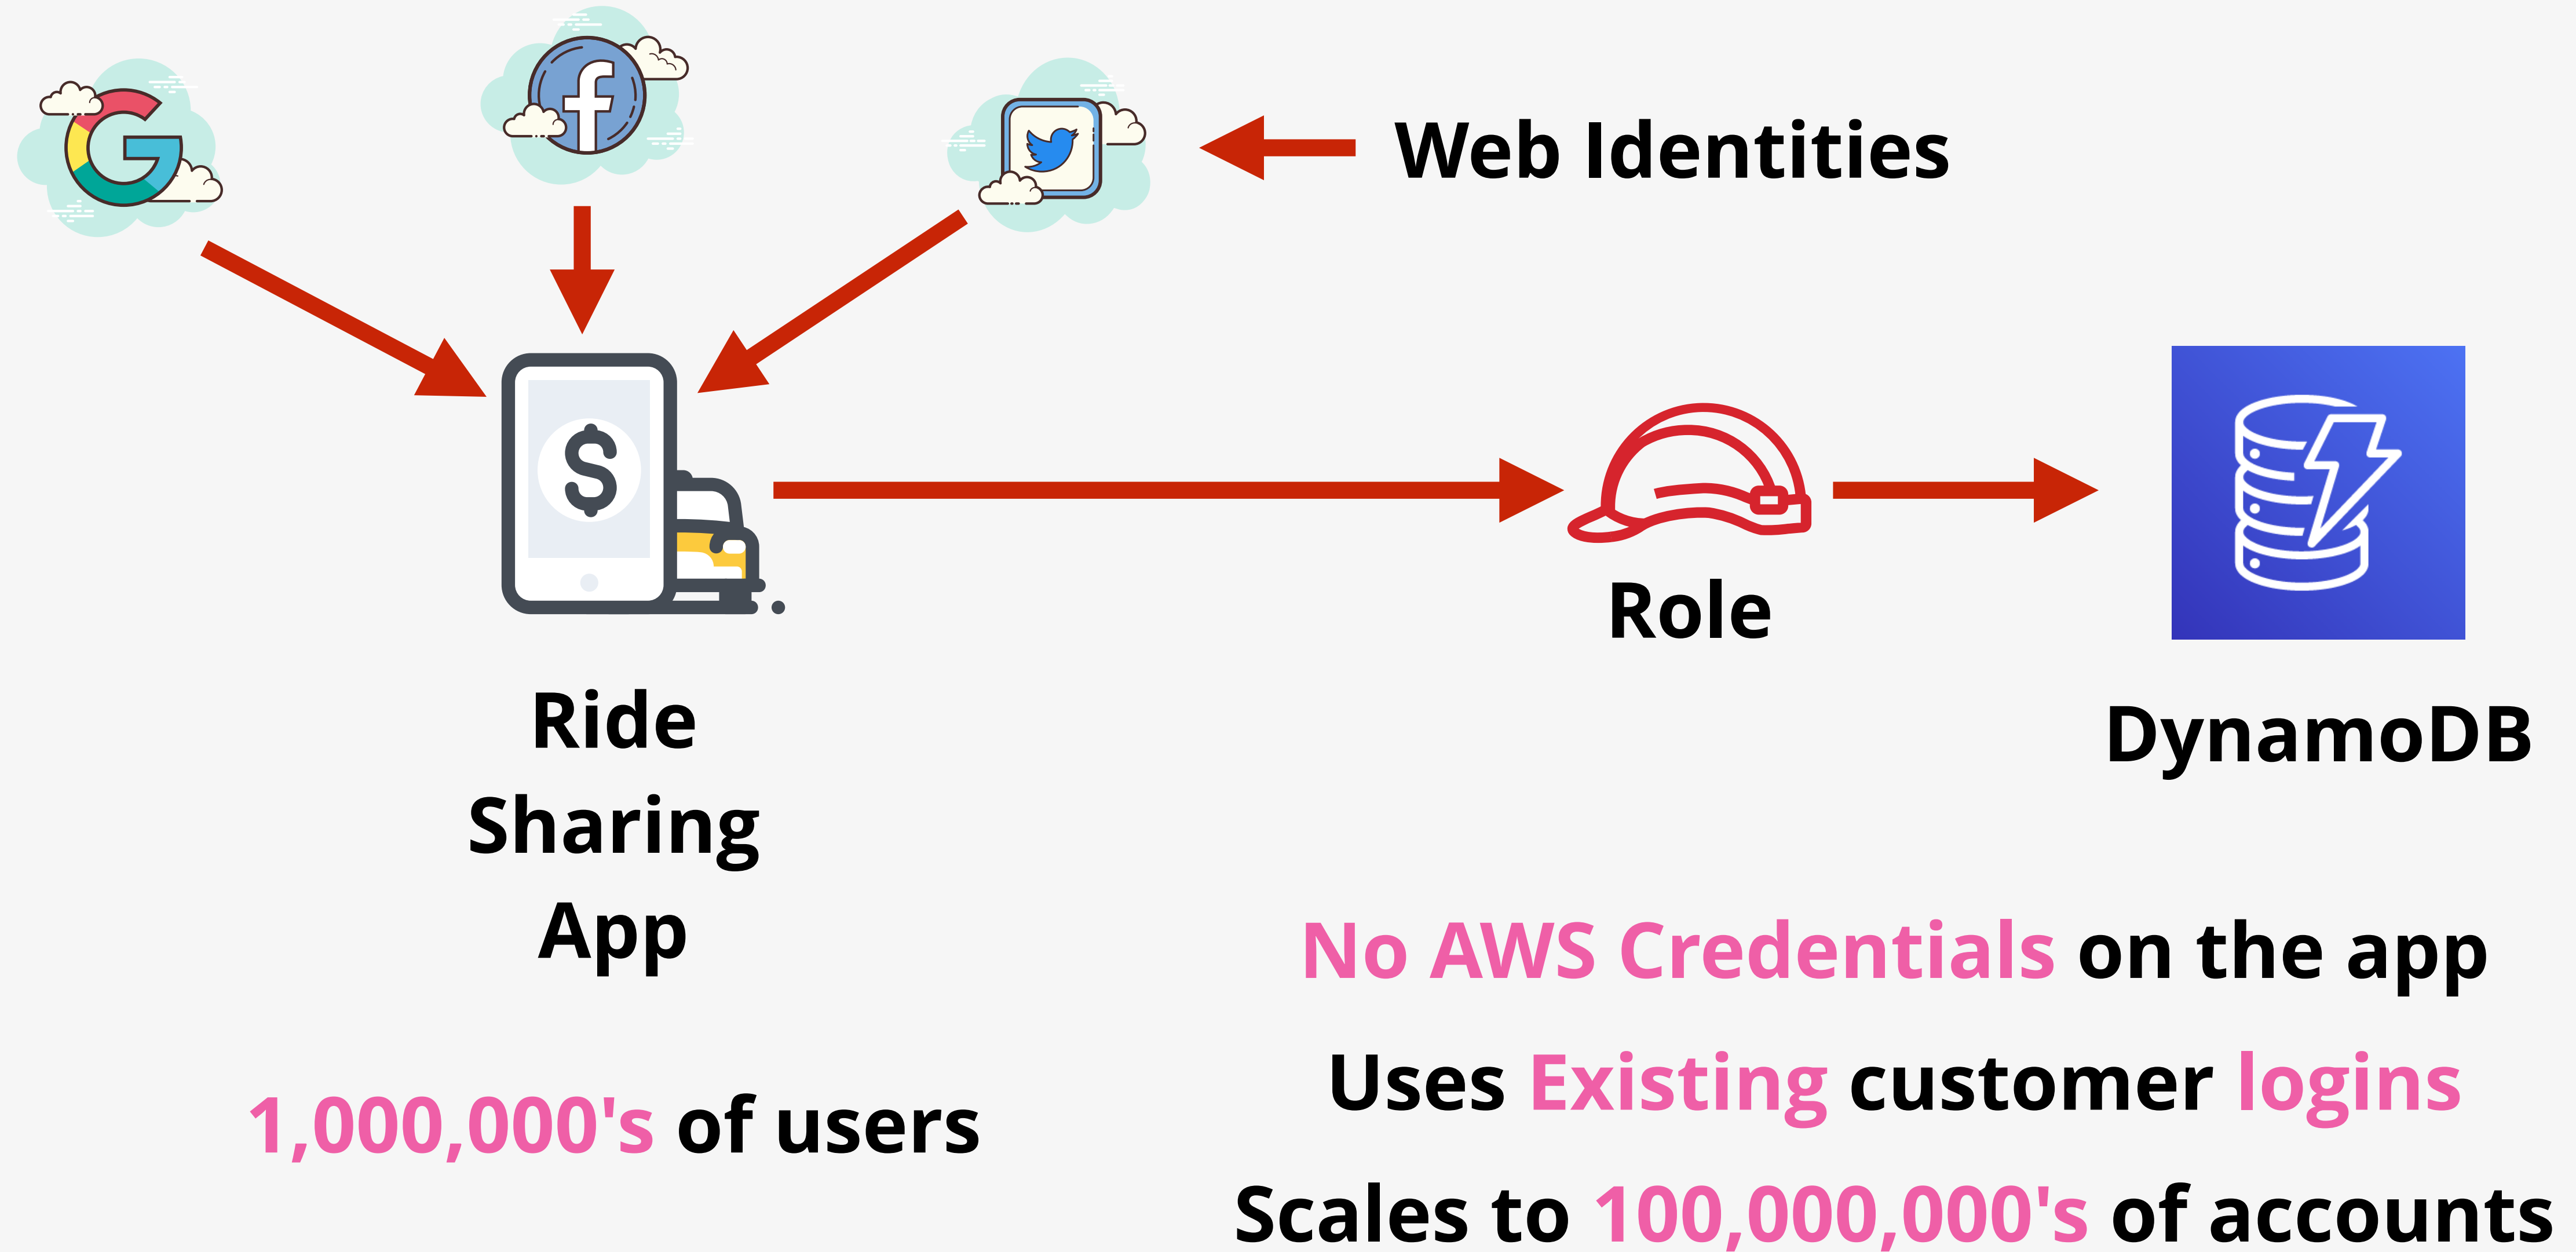 Web Identities
Role
Ride
Sharing
App
DynamoDB
1,000,000's of users
No AWS Credentials on the app
Uses Existing customer logins
Scales to 100,000,000's of accounts